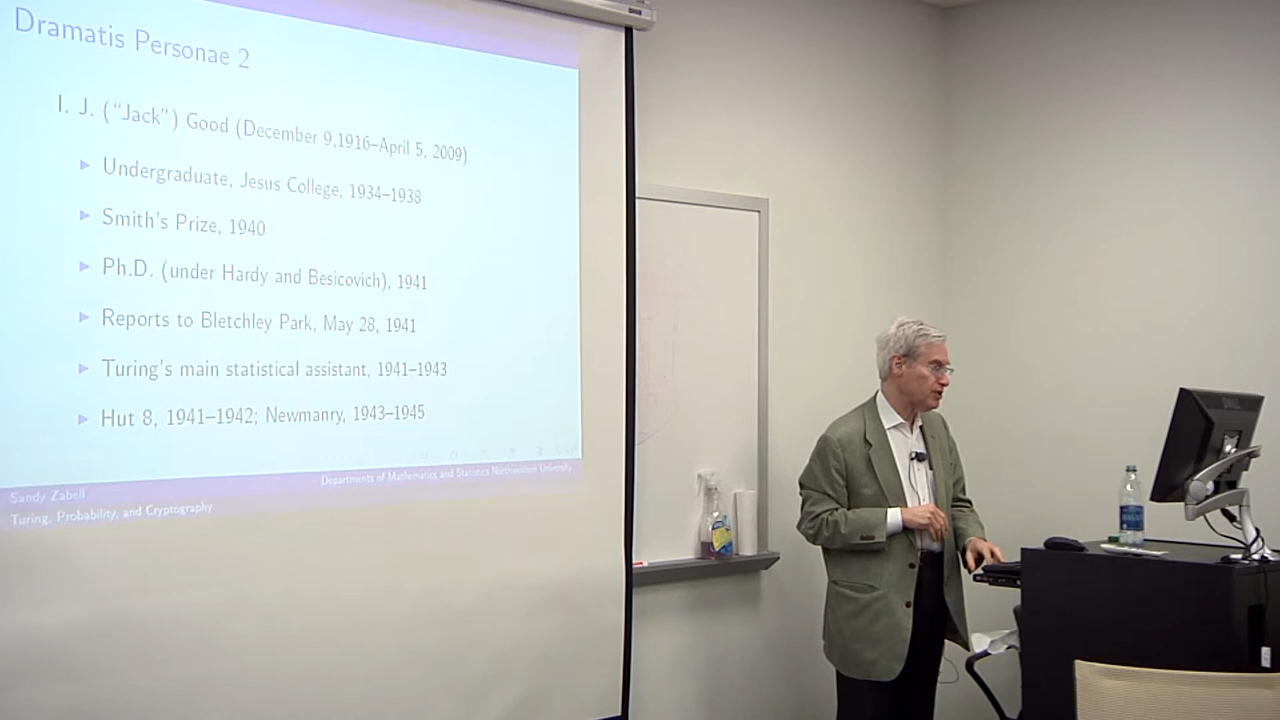 Dramatis Personae 2
I. J. ("Jack") Good (December 9,1916–April 5, 2009)
Undergraduate, Jesus College, 1934–1938
Smith's Prize, 1940
Ph.D. (under Hardy and Besicovich), 1941
Reports to Bletchley Park, May 28, 1941
Turing's main statistical assistant, 1941–1943
Hut 8, 1941–1942; Newmanry, 1943–1945
Sandy Zabell
Departments of Mathematics and Statistics Northwestern University
Turing, Probability, and Cryptography
DELL